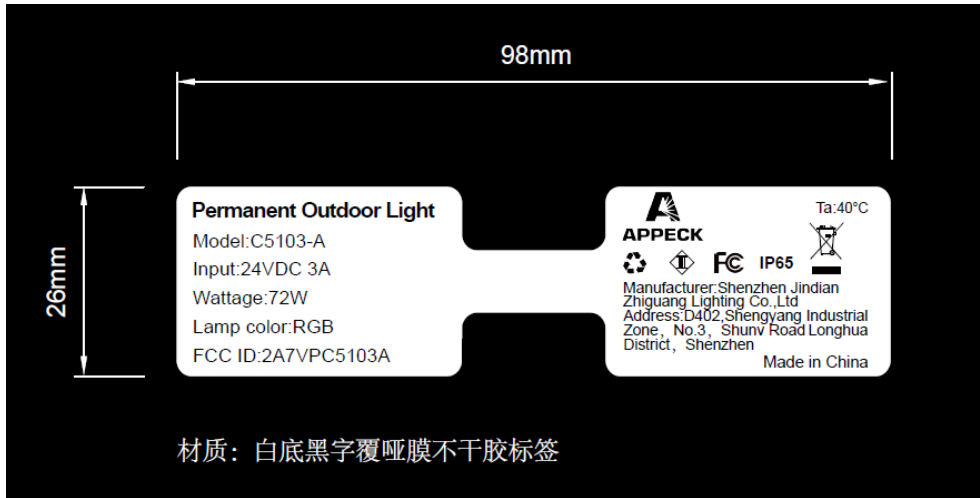 98mm
26mm
Permanent Outdoor Light
Model:C5103-A
Input:24VDC 3A
Wattage:72W
Lamp color:RGB
FCC ID:2A7VPC5103A
Ta:40°C
APPECK
FC IP65
Manufacturer:Shenzhen Jindian
Zhiguang Lighting Co.,Ltd
Address:D402,Shengyang Industrial
Zone，No.3，Shunv Road Longhua
District，Shenzhen
Made in China
材质：白底黑字覆哑膜不干胶标签